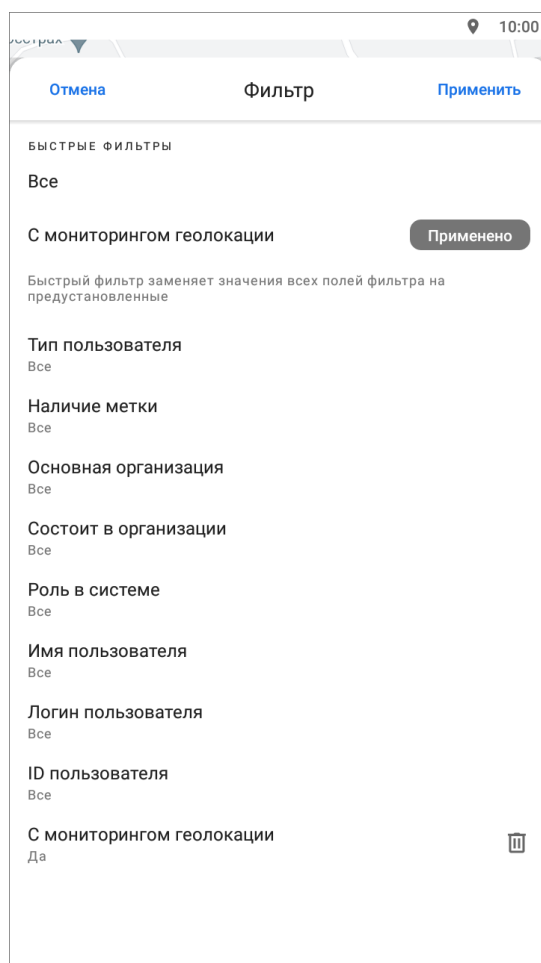 10:00
Отмена
Фильтр
Применить
БЫСТРЫЕ ФИЛЬТРЫ
Все
С мониторингом геолокации
Применено
Быстрый фильтр заменяет значения всех полей фильтра на
предустановленные
Тип пользователя
Все
Наличие метки
Все
Основная организация
Все
Состоит в организации
Все
Роль в системе
Все
Имя пользователя
Все
Логин пользователя
Все
ID пользователя
Все
С мониторингом геолокации
Да